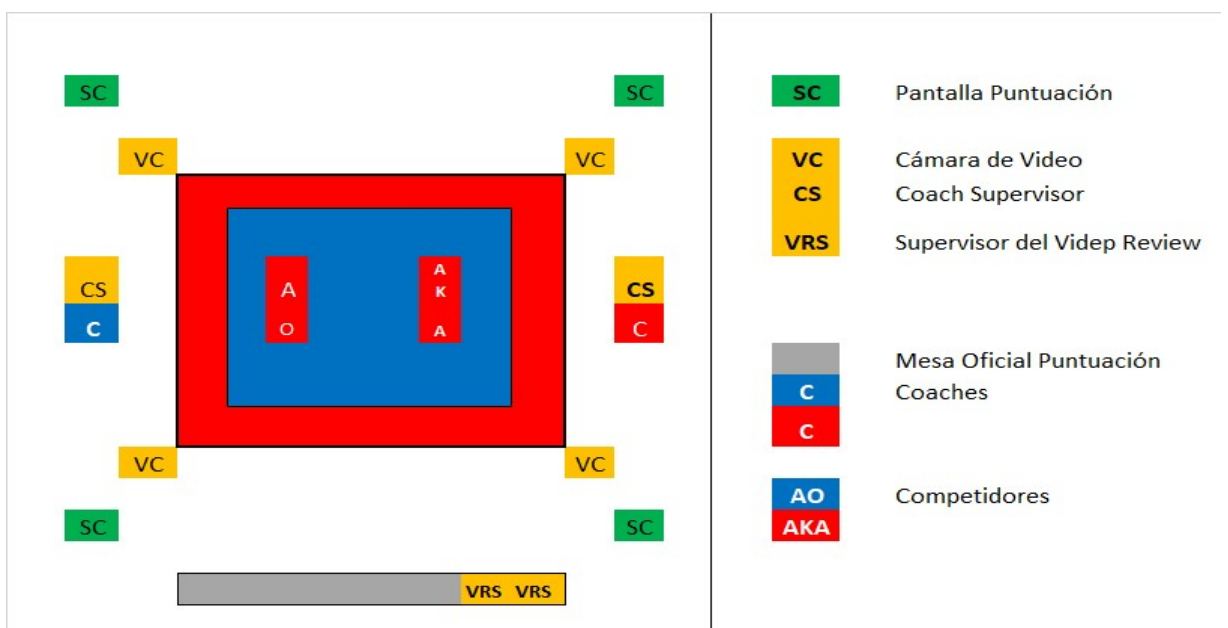 SC
SC
VC
VC
CS
C
A
O
A
K
A
CS
C
VC
VC
SC
SC
VRS VRS
SC Pantalla Puntuación
VC Cámara de Video
CS Coach Supervisor
VRS Supervisor del Videp Review
Mesa Oficial Puntuación
C Coaches
C
AO Competidores
AKA